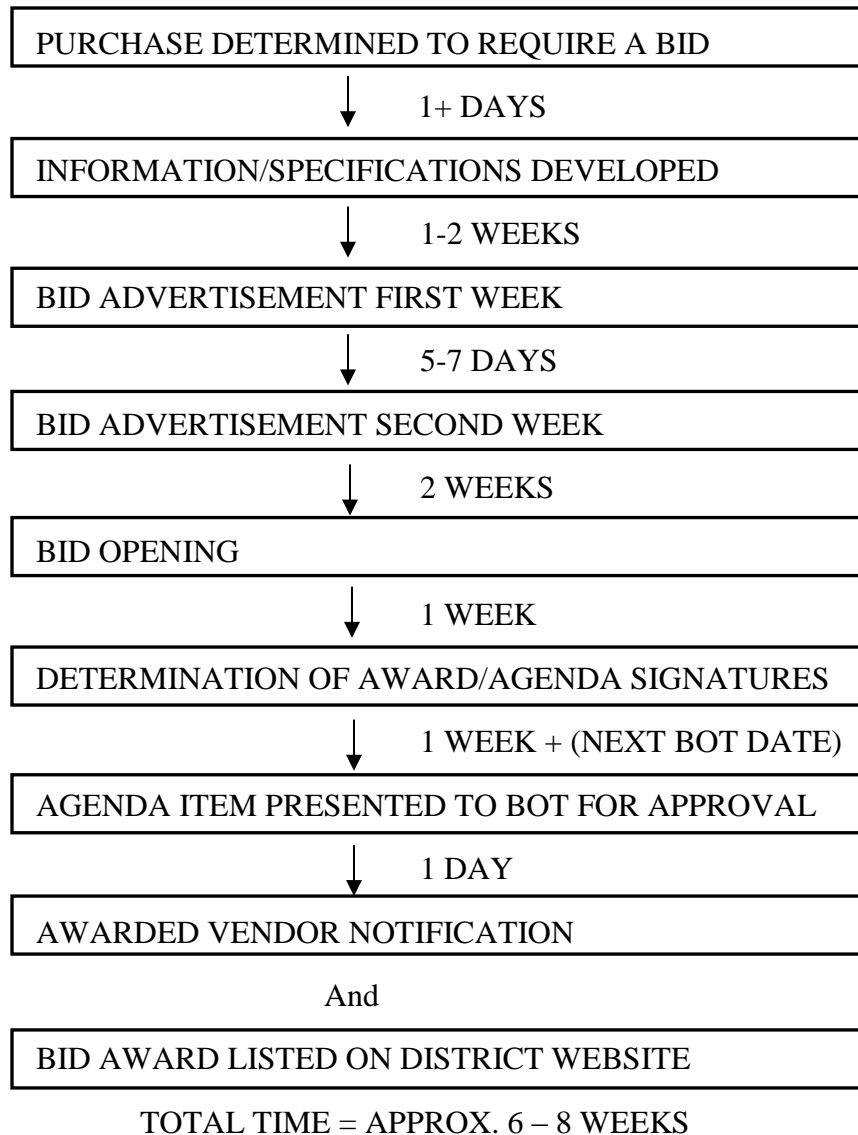 PURCHASE DETERMINED TO REQUIRE A BID
1+ DAYS
INFORMATION/SPECIFICATIONS DEVELOPED
1-2 WEEKS
BID ADVERTISEMENT FIRST WEEK
5-7 DAYS
BID ADVERTISEMENT SECOND WEEK
2 WEEKS
BID OPENING
1 WEEK
DETERMINATION OF AWARD/AGENDA SIGNATURES
1 WEEK + (NEXT BOT DATE)
AGENDA ITEM PRESENTED TO BOT FOR APPROVAL
1 DAY
AWARDED VENDOR NOTIFICATION
And
BID AWARD LISTED ON DISTRICT WEBSITE
TOTAL TIME = APPROX. 6 – 8 WEEKS